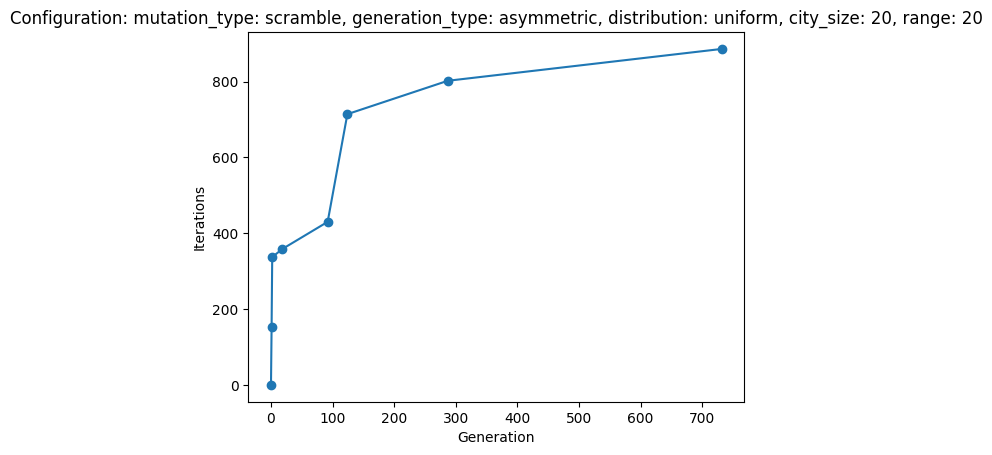 Configuration: mutation_type: scramble, generation_type: asymmetric, distribution: uniform, city_size: 20, range: 20
800
600
400
200
0
Iterations
0 100 200 300 400 500 600 700
Generation